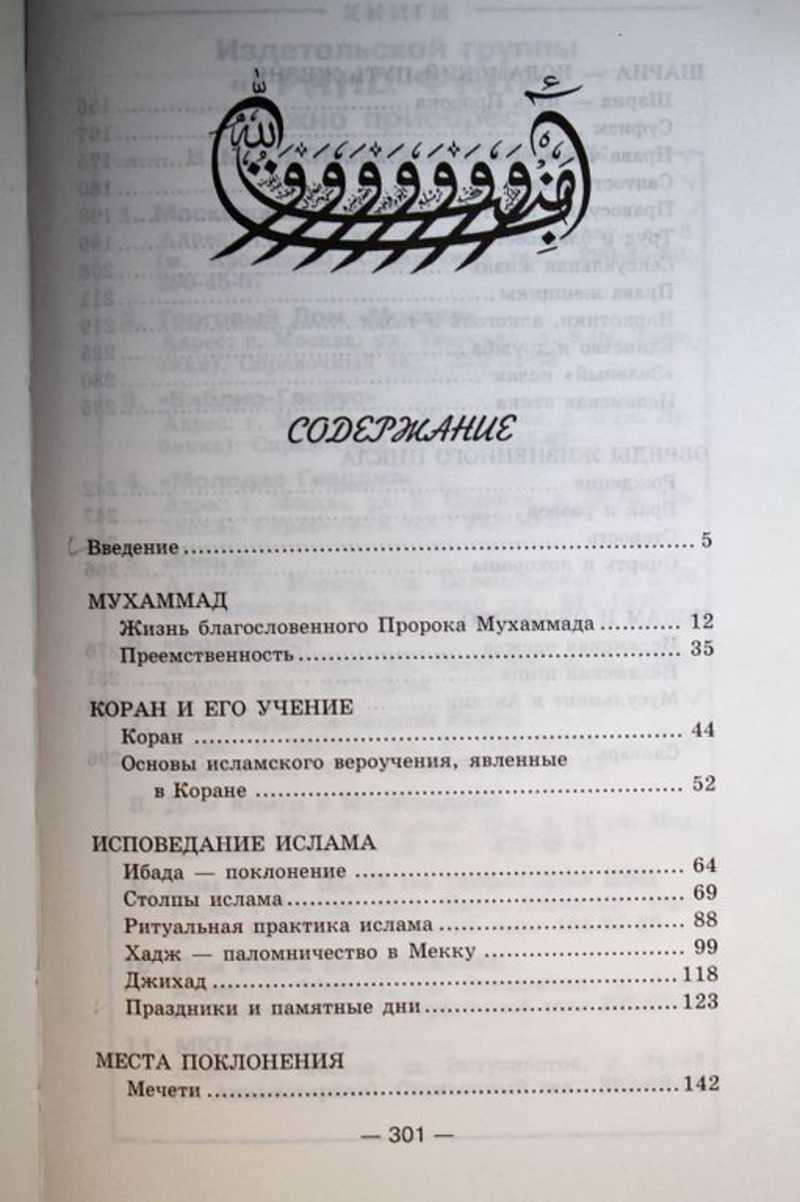 СОДЕРЖАНИЕ
Введение 5
МУХАММАД
Жизнь благословенного Пророка Мухаммада 12
Преемственность 35
КОРАН И ЕГО УЧЕНИЕ
Коран 44
Основы исламского вероучения, явленные
в Коране 52
ИСПОВЕДАНИЕ ИСЛАМА
Ибада — поклонение 64
Столпы ислама 69
Ритуальная практика ислама 88
Хадж — паломничество в Мекку 99
Джихад 118
Праздники и памятные дни 123
МЕСТА ПОКЛОНЕНИЯ
Мечети 142
— 301 —